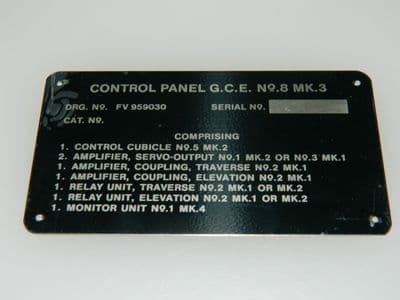 CONTROL PANEL G.C.E. Nº.8 MK.3
DRG. Nº. FV 959030 SERIAL Nº.
CAT. Nº.
COMPRISING
1. CONTROL CUBICLE Nº.5 MK.2
2. AMPLIFIER, SERVO-OUTPUT Nº.1 MK.2 OR Nº.3 MK.1
1. AMPLIFIER, COUPLING, TRAVERSE Nº.2 MK.1
1. AMPLIFIER, COUPLING, ELEVATION Nº.2 MK.1
1. RELAY UNIT, TRAVERSE Nº.2 MK.1 OR MK.2
1. RELAY UNIT, ELEVATION Nº.2 MK.1 OR MK.2
1. MONITOR UNIT Nº.1 MK.4